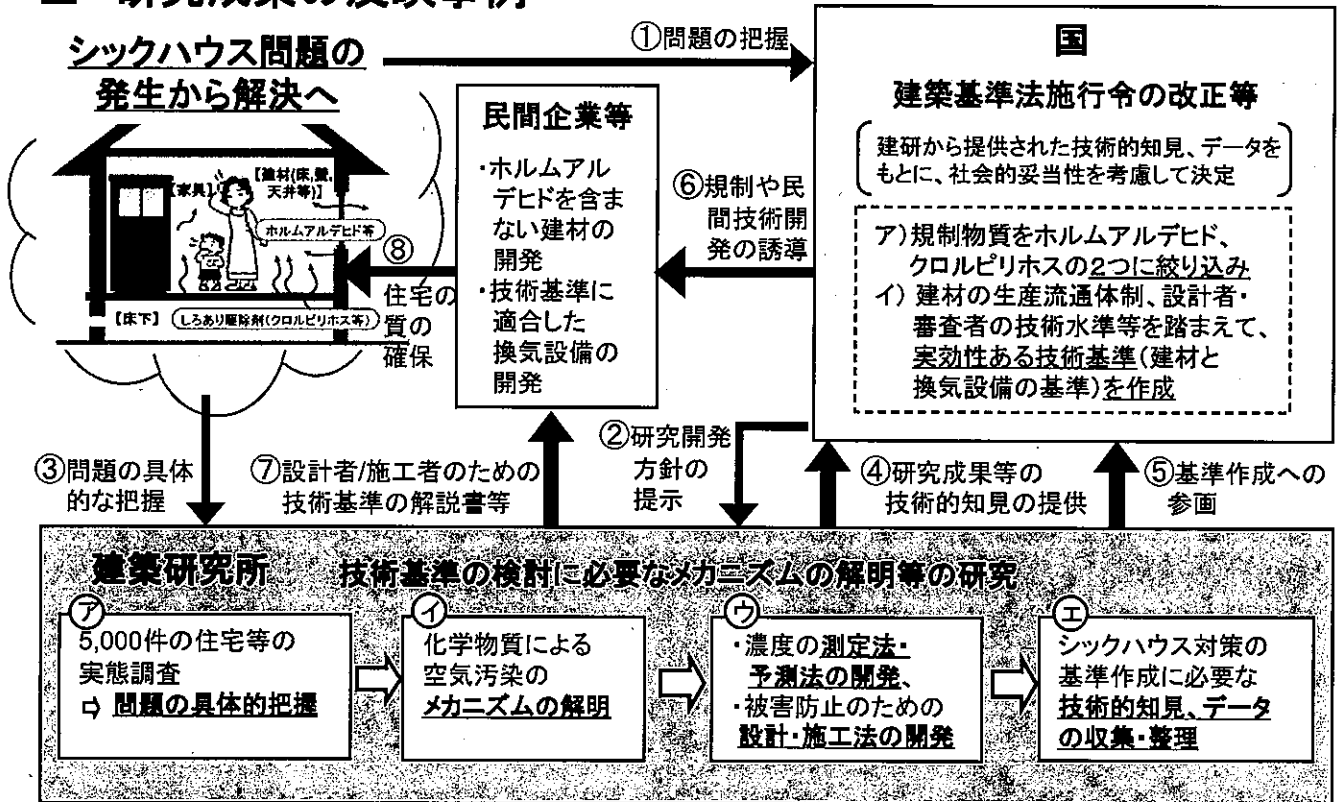 研究成果の反映事例
シックハウス問題の
発生から解決へ
①問題の把握
国
建築基準法施行令の改正等
建研から提供された技術的知見、データを
もとに、社会的妥当性を考慮して決定
ア)規制物質をホルムアルデヒド、
クロルピリホスの2つに絞り込み
イ) 建材の生産流通体制、設計者・
審査者の技術水準等を踏まえて、
実効性ある技術基準(建材と
換気設備の基準)を作成
民間企業等
・ホルムアル
デヒドを含ま
ない建材の
開発
・技術基準に
適合した
換気設備の
開発
⑥規制や民
間技術開
発の誘導
【家具】
【建材(床,壁,
天井等)】
ホルムアルデヒド等
【床下】
しろあり駆除剤(クロルピリホス等)
⑧
住宅の
質の
確保
③問題の具体
的な把握
⑦設計者/施工者のための
技術基準の解説書等
②研究開発
方針の
提示
④研究成果等の
技術的知見の提供
⑤基準作成への
参画
建築研究所 技術基準の検討に必要なメカニズムの解明等の研究
ア
5,000件の住宅等の
実態調査
⇨ 問題の具体的把握
イ
化学物質による
空気汚染の
メカニズムの解明
ウ
・濃度の測定法・
予測法の開発、
・被害防止のための
設計・施工法の開発
エ
シックハウス対策の
基準作成に必要な
技術的知見、データ
の収集・整理